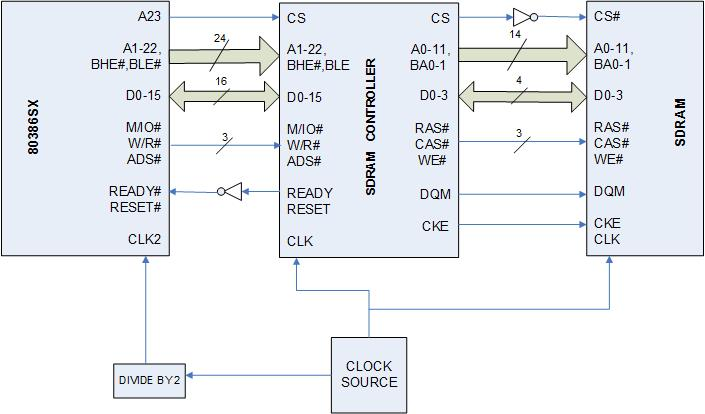 80386SX
A23
A1-22,
BHE#,BLE#
D0-15
M/IO#
W/R#
ADS#
READY#
RESET#
CLK2
24
16
3
SDRAM CONTROLLER
CS
A1-22,
BHE#,BLE
D0-15
M/IO#
W/R#
ADS#
READY
RESET
CLK
CS
A0-11,
BA0-1
D0-3
RAS#
CAS#
WE#
DQM
CKE
14
4
3
SDRAM
CS#
A0-11,
BA0-1
D0-3
RAS#
CAS#
WE#
DQM
CKE
CLK
DIVIDE BY 2
CLOCK
SOURCE